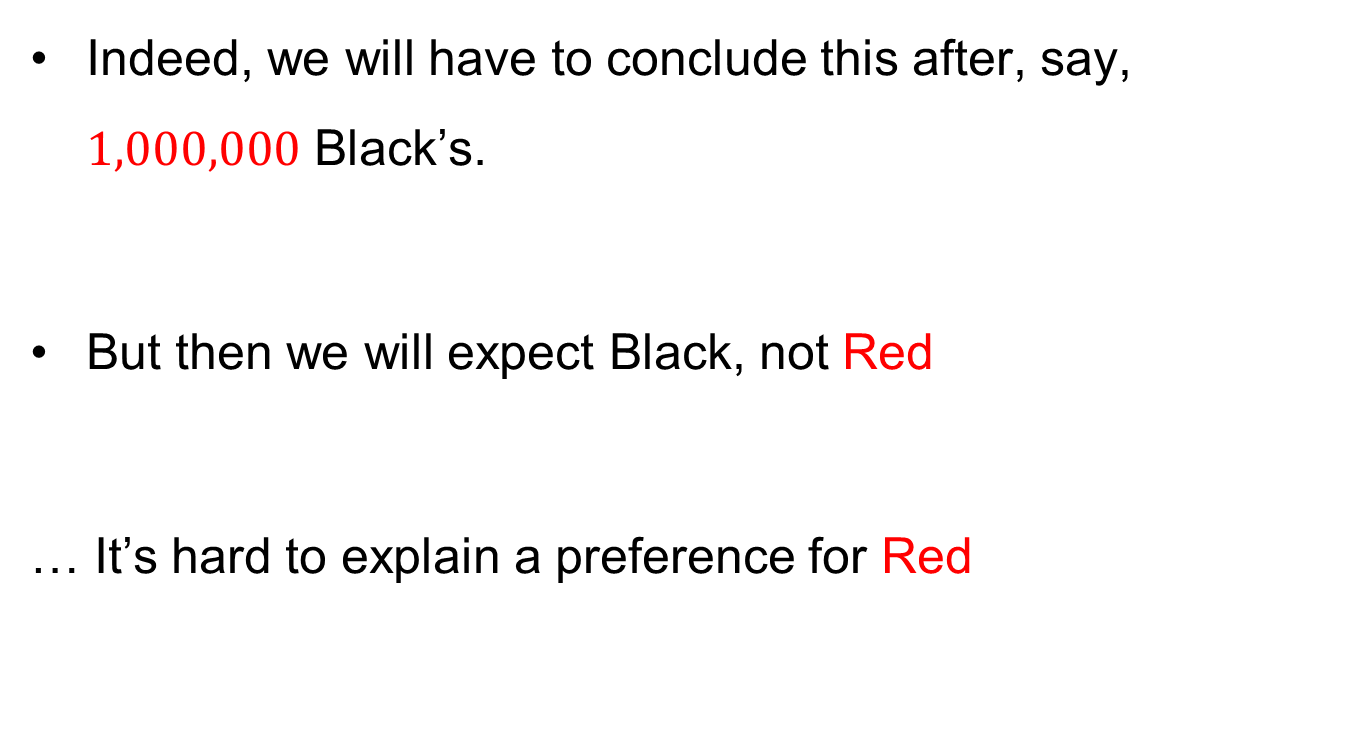 • Indeed, we will have to conclude this after, say,
1,000,000 Black’s.
• But then we will expect Black, not Red
… It’s hard to explain a preference for Red